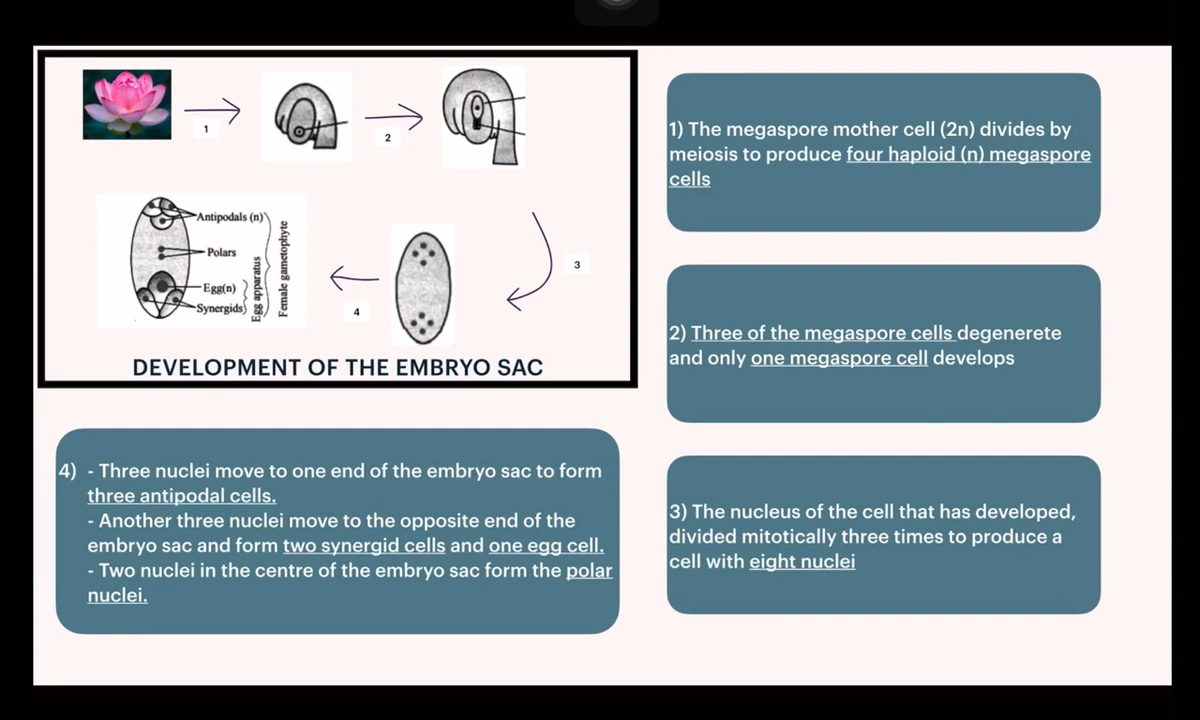 1
2
Antipodals (n)
Polars
Egg(n)
Synergids
Egg apparatus
Female gametophyte
3
4
DEVELOPMENT OF THE EMBRYO SAC
1) The megaspore mother cell (2n) divides by
meiosis to produce four haploid (n) megaspore
cells
2) Three of the megaspore cells degenerete
and only one megaspore cell develops
3) The nucleus of the cell that has developed,
divided mitotically three times to produce a
cell with eight nuclei
4) - Three nuclei move to one end of the embryo sac to form
three antipodal cells.
- Another three nuclei move to the opposite end of the
embryo sac and form two synergid cells and one egg cell.
- Two nuclei in the centre of the embryo sac form the polar
nuclei.